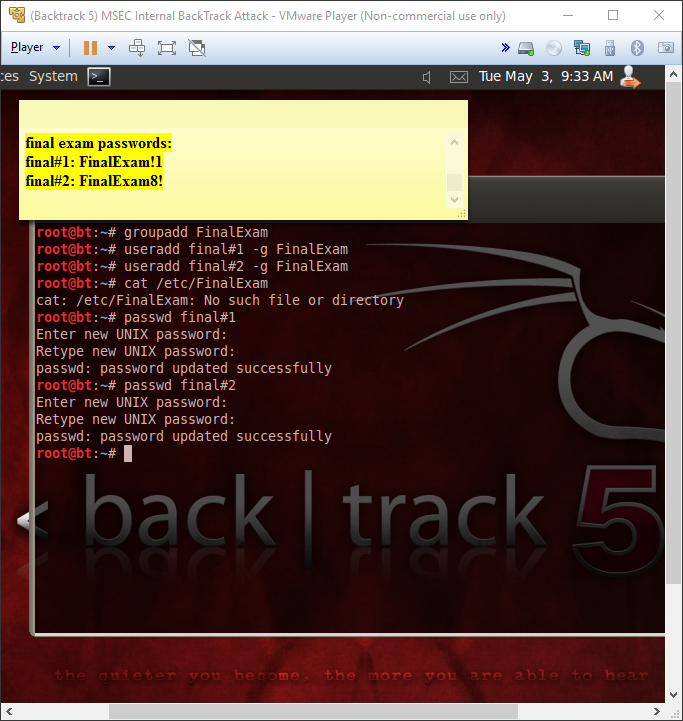 (Backtrack 5) MSEC Internal BackTrack Attack - VMware Player (Non-commercial use only)
Player
ces System Tue May 3, 9:33 AM
final exam passwords:
final#1: FinalExam!1
final#2: FinalExam8!
root@bt:~# groupadd FinalExam
root@bt:~# useradd final#1 -g FinalExam
root@bt:~# useradd final#2 -g FinalExam
root@bt:~# cat /etc/FinalExam
cat: /etc/FinalExam: No such file or directory
root@bt:~# passwd final#1
Enter new UNIX password:
Retype new UNIX password:
passwd: password updated successfully
root@bt:~# passwd final#2
Enter new UNIX password:
Retype new UNIX password:
passwd: password updated successfully
root@bt:~#
<back|track 5
the quieter you become, the more you are able to hear